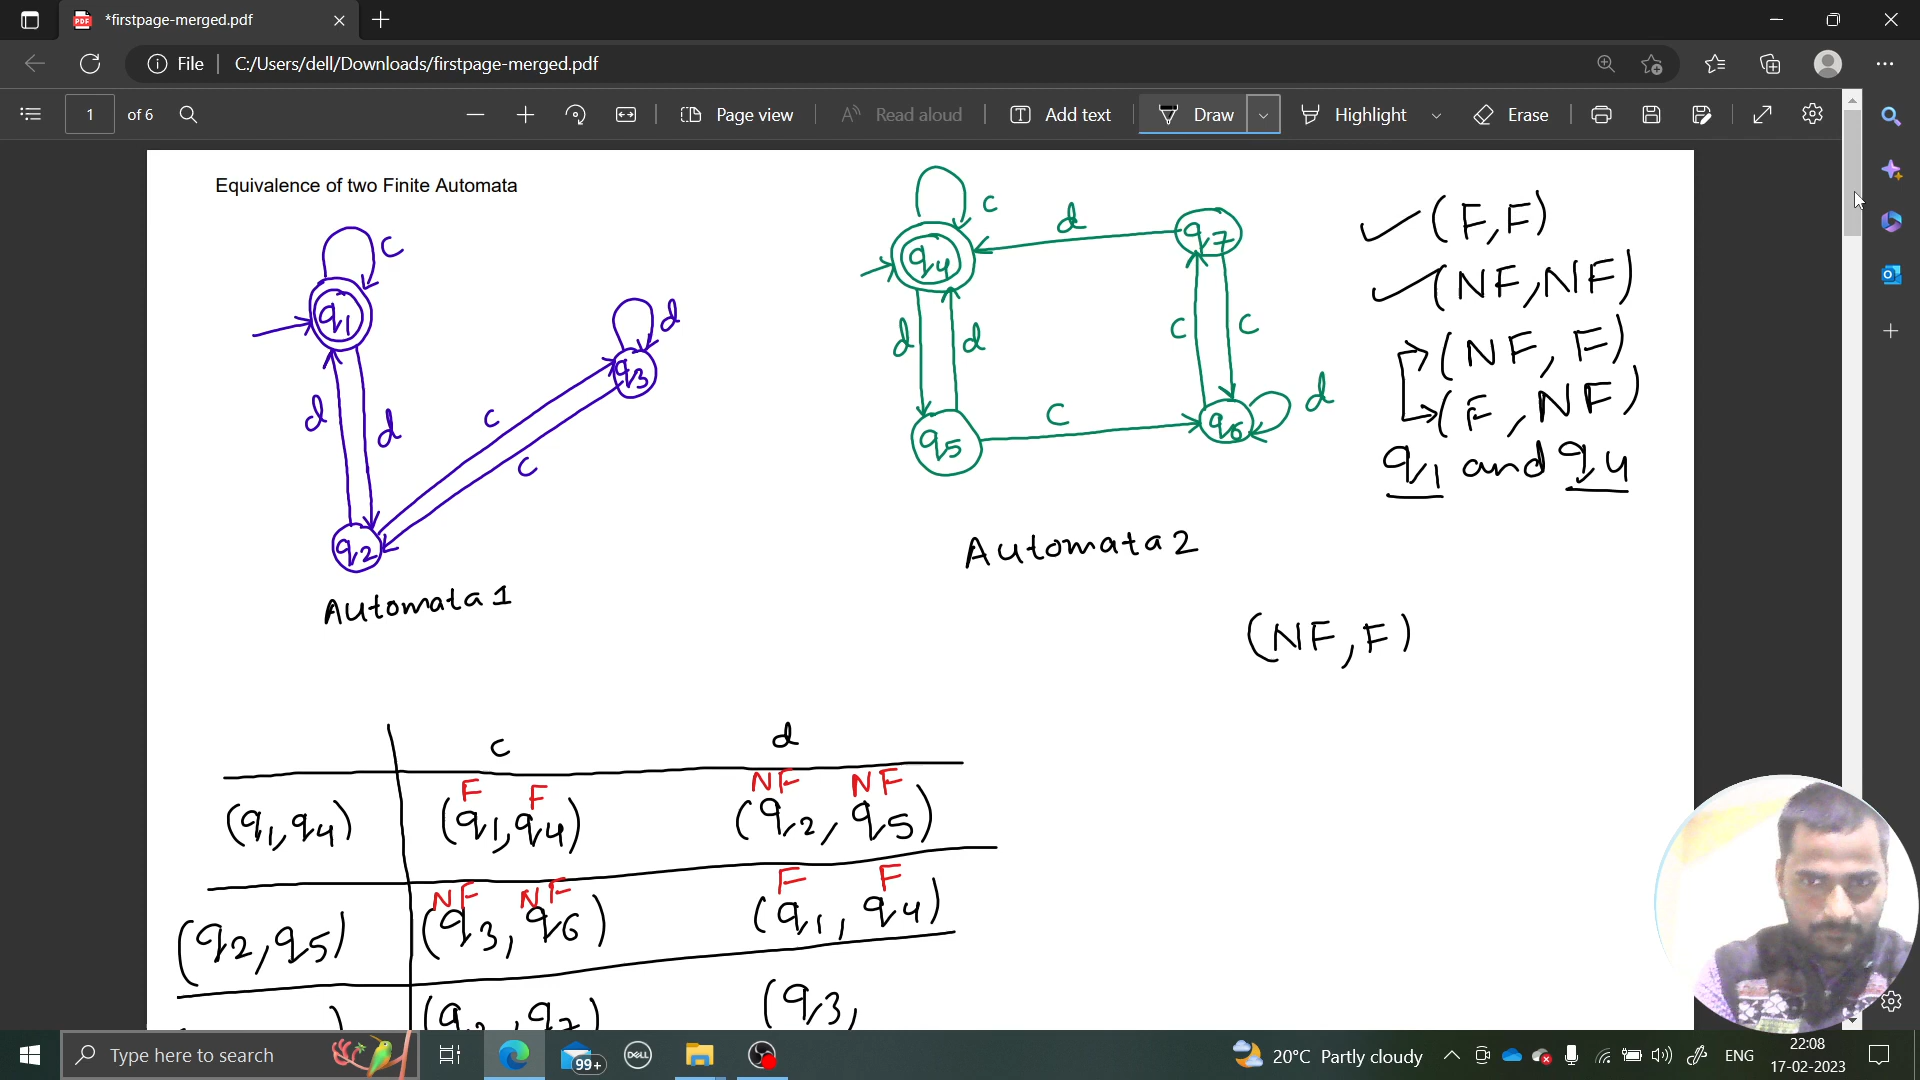 *firstpage-merged.pdf
File
C:/Users/dell/Downloads/firstpage-merged.pdf
1 of 6
Page view
Read aloud
Add text
Draw
Highlight
Erase
Equivalence of two Finite Automata
c
q1
d
q3
d
d
c
c
q2
Automata 1
c
q4
d
q7
d
d
c
c
q5
c
q6
d
Automata 2
(F,F)
(NF,NF)
(NF, F)
(F, NF)
q1 and q4
(NF,F)
c d
F F NF NF
(q1,q4) (q1,q4) (q2, q5)
NF NF F F
(q2,q5) (q3, q6) (q1, q4)
(q3,
Type here to search
99+
DELL
20°C Partly cloudy
ENG
22:08
17-02-2023